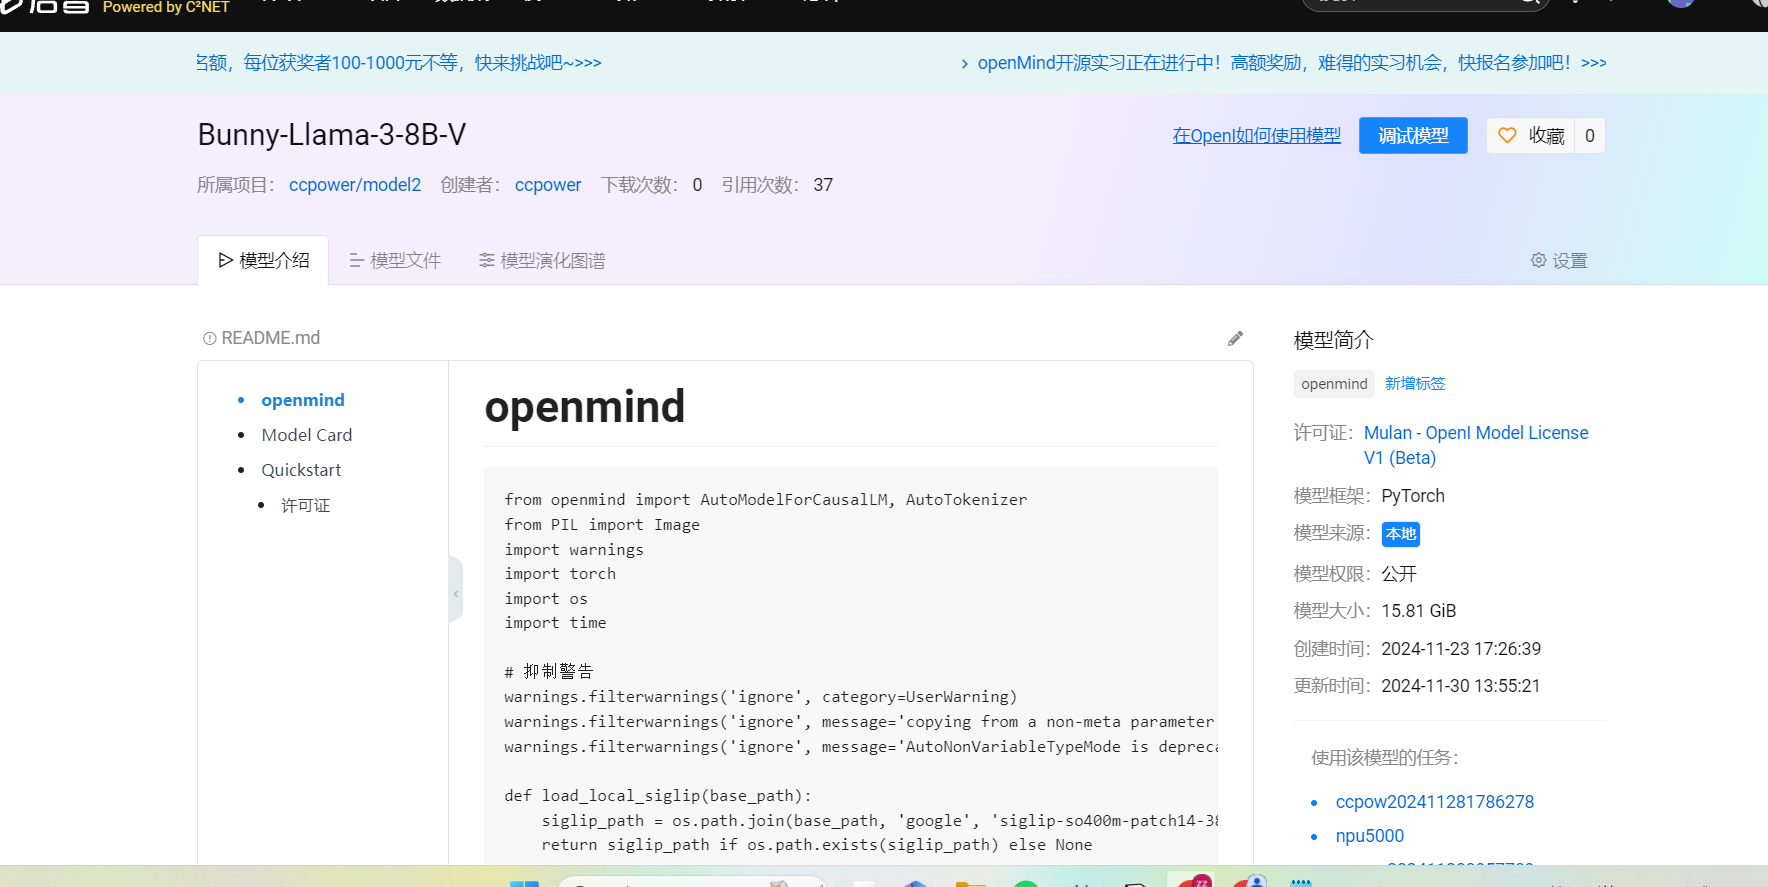 启智 Powered by C²NET
名额，每位获奖者100-1000元不等，快来挑战吧~>>>
› openMind开源实习正在进行中！高额奖励，难得的实习机会，快报名参加吧！>>>
Bunny-Llama-3-8B-V
在OpenI如何使用模型 调试模型 收藏 0
所属项目： ccpower/model2 创建者： ccpower 下载次数： 0 引用次数： 37
模型介绍 模型文件 模型演化图谱 设置
README.md
openmind
Model Card
Quickstart
许可证
openmind
from openmind import AutoModelForCausalLM, AutoTokenizer
from PIL import Image
import warnings
import torch
import os
import time
# 抑制警告
warnings.filterwarnings('ignore', category=UserWarning)
warnings.filterwarnings('ignore', message='copying from a non-meta parameter
warnings.filterwarnings('ignore', message='AutoNonVariableTypeMode is depreca
def load_local_siglip(base_path):
siglip_path = os.path.join(base_path, 'google', 'siglip-so400m-patch14-38
return siglip_path if os.path.exists(siglip_path) else None
模型简介
openmind 新增标签
许可证： Mulan - OpenI Model License
V1 (Beta)
模型框架： PyTorch
模型来源： 本地
模型权限： 公开
模型大小： 15.81 GiB
创建时间： 2024-11-23 17:26:39
更新时间： 2024-11-30 13:55:21
使用该模型的任务：
ccpow202411281786278
npu5000